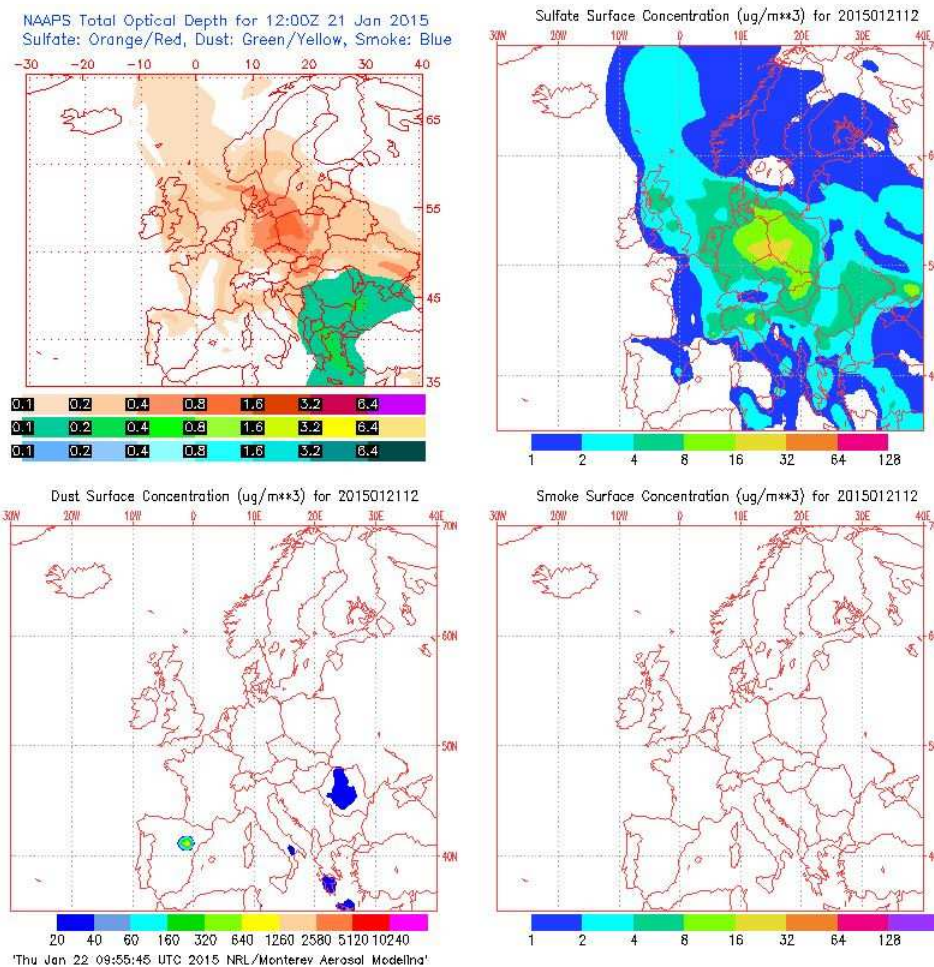 NAAPS Total Optical Depth for 12:00Z 21 Jan 2015
Sulfate: Orange/Red, Dust: Green/Yellow, Smoke: Blue
-30 -20 -10 0 10 20 30 40
65
55
45
35
0.1 0.2 0.4 0.8 1.6 3.2 6.4
0.1 0.2 0.4 0.8 1.6 3.2 6.4
0.1 0.2 0.4 0.8 1.6 3.2 6.4
Sulfate Surface Concentration (ug/m**3) for 2015012112
30W 20W 10W 0 10E 20E 30E 40E
7
6
5
4
1 2 4 8 16 32 64 128
Dust Surface Concentration (ug/m**3) for 2015012112
30W 20W 10W 0 10E 20E 30E 40E
70N
60N
50N
40N
20 40 60 160 320 640 1260 2580 5120 10240
'Thu Jan 22 09:55:45 UTC 2015 NRL/Monterey Aerosol Modeling'
Smoke Surface Concentration (ug/m**3) for 2015012112
30W 20W 10W 0 10E 20E 30E 40E
7
6
5
4
1 2 4 8 16 32 64 128